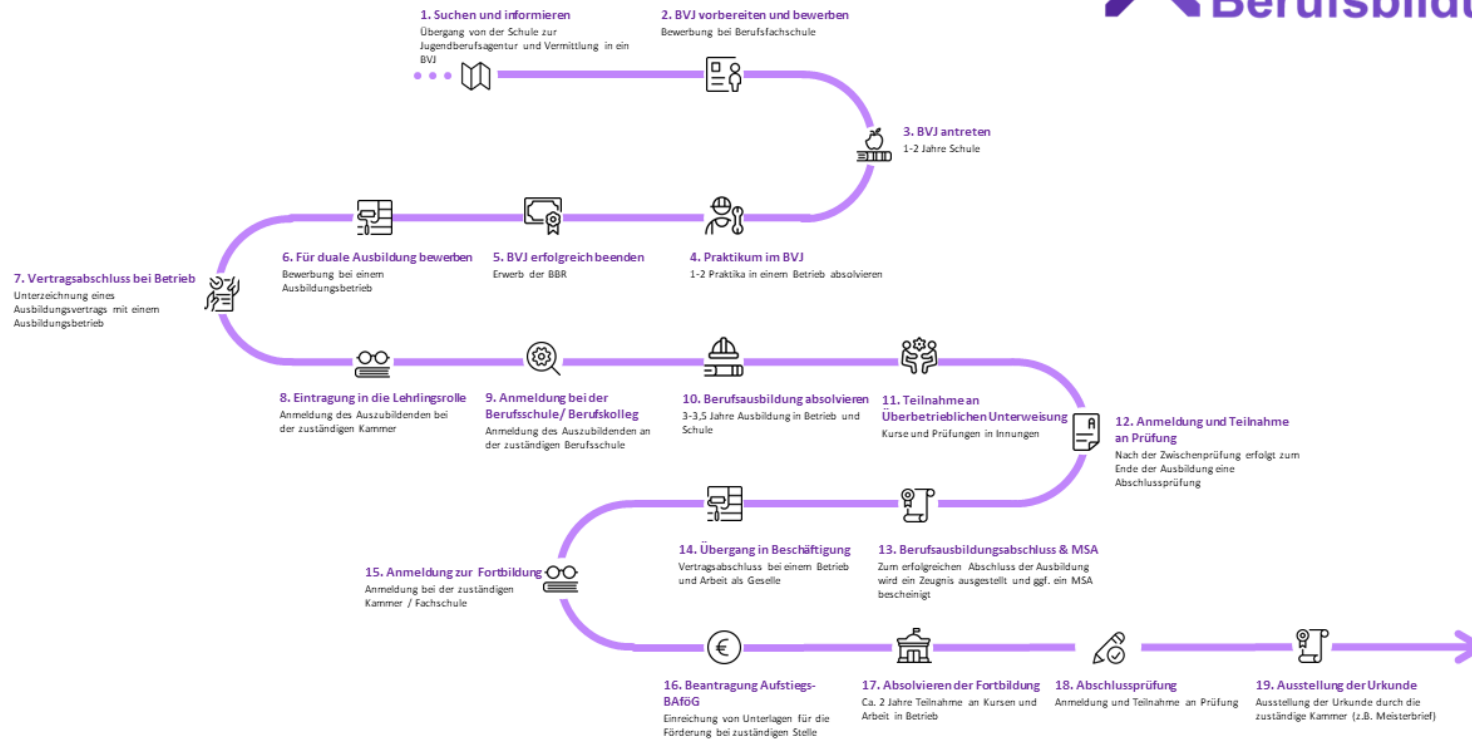 Berufsbildu
1. Suchen und informieren
Übergang von der Schule zur
Jugendberufsagentur und Vermittlung in ein
BVJ
2. BVJ vorbereiten und bewerben
Bewerbung bei Berufsfachschule
3. BVJ antreten
1-2 Jahre Schule
4. Praktikum im BVJ
1-2 Praktika in einem Betrieb absolvieren
5. BVJ erfolgreich beenden
Erwerb der BBR
6. Für duale Ausbildung bewerben
Bewerbung bei einem
Ausbildungsbetrieb
7. Vertragsabschluss bei Betrieb
Unterzeichnung eines
Ausbildungsvertrags mit einem
Ausbildungsbetrieb
8. Eintragung in die Lehrlingsrolle
Anmeldung des Auszubildenden bei
der zuständigen Kammer
9. Anmeldung bei der
Berufsschule/ Berufskolleg
Anmeldung des Auszubildenden an
der zuständigen Berufsschule
10. Berufsausbildung absolvieren
3-3,5 Jahre Ausbildung in Betrieb und
Schule
11. Teilnahme an
Überbetrieblichen Unterweisung
Kurse und Prüfungen in Innungen
A
12. Anmeldung und Teilnahme
an Prüfung
Nach der Zwischenprüfung erfolgt zum
Ende der Ausbildung eine
Abschlussprüfung
13. Berufsausbildungsabschluss & MSA
Zum erfolgreichen Abschluss der Ausbildung
wird ein Zeugnis ausgestellt und ggf. ein MSA
bescheinigt
14. Übergang in Beschäftigung
Vertragsabschluss bei einem Betrieb
und Arbeit als Geselle
15. Anmeldung zur Fortbildung
Anmeldung bei der zuständigen
Kammer / Fachschule
€
16. Beantragung Aufstiegs-
BAföG
Einreichung von Unterlagen für die
Förderung bei zuständigen Stelle
17. Absolvieren der Fortbildung
Ca. 2 Jahre Teilnahme an Kursen und
Arbeit in Betrieb
18. Abschlussprüfung
Anmeldung und Teilnahme an Prüfung
19. Ausstellung der Urkunde
Ausstellung der Urkunde durch die
zuständige Kammer (z.B. Meisterbrief)